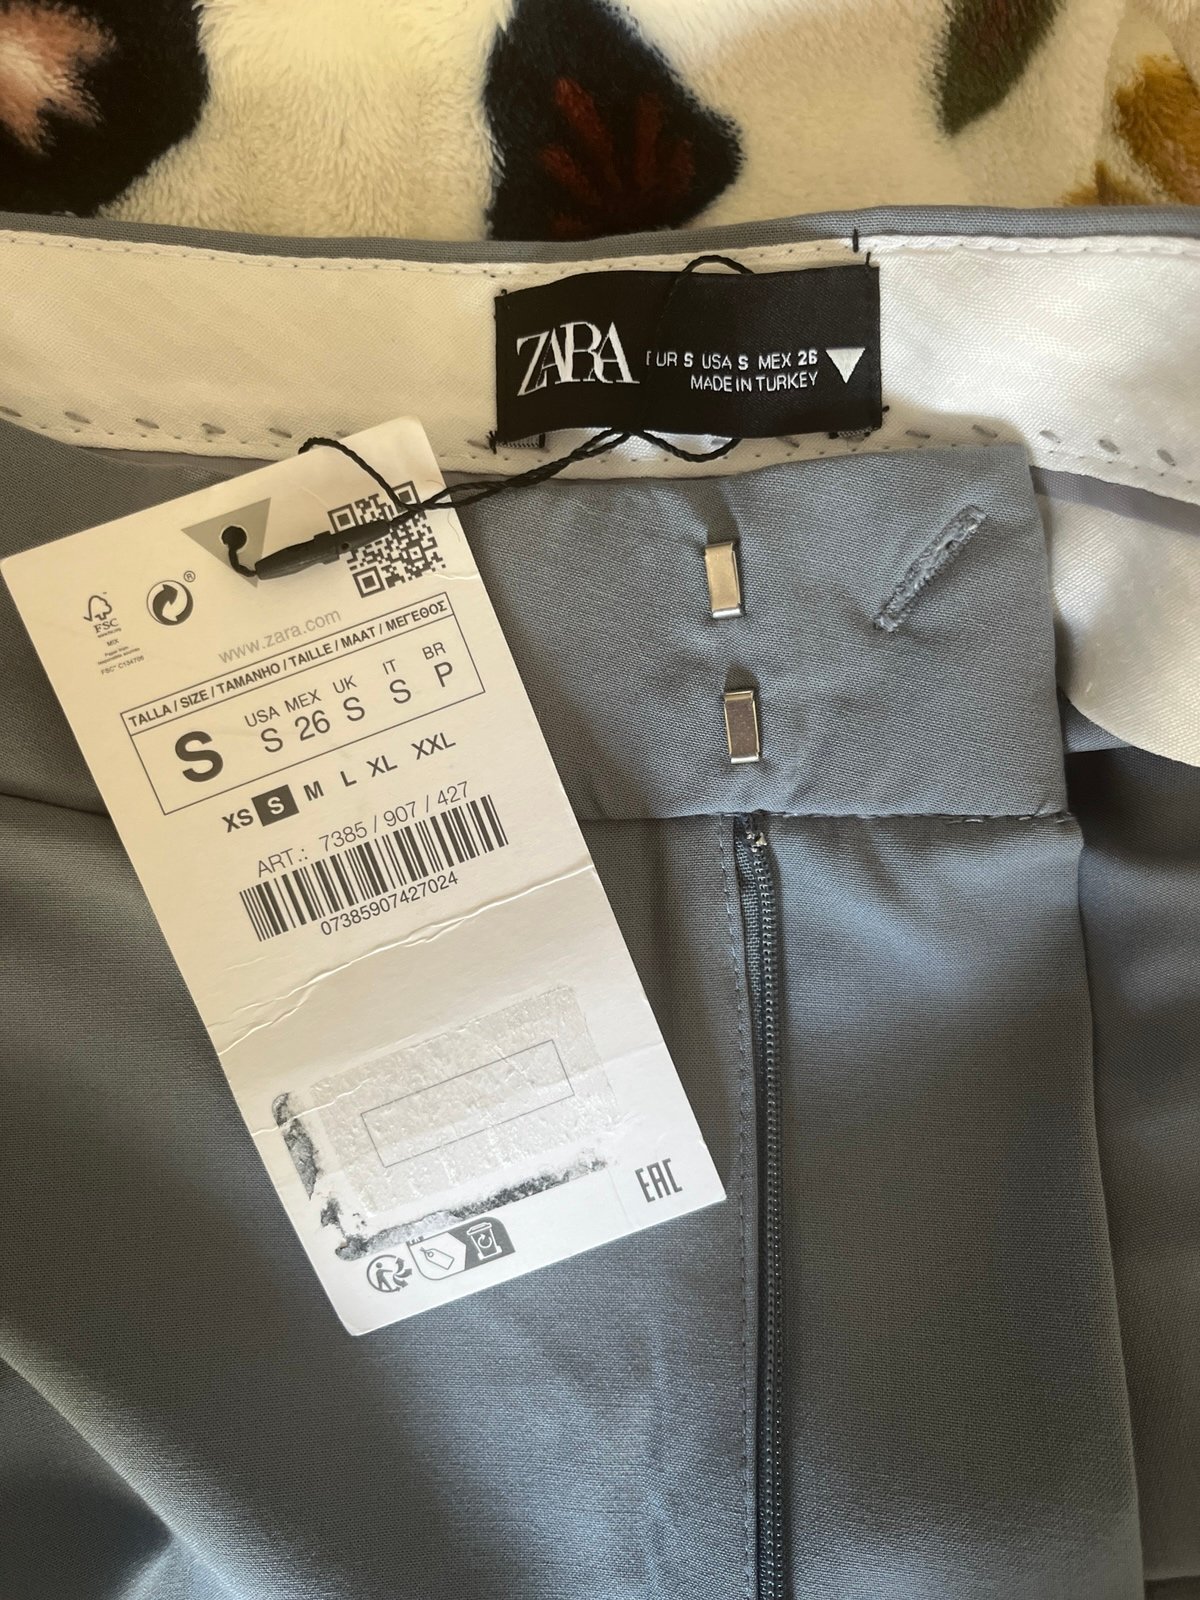 ZARA
EUR S USA S MEX 26
MADE IN TURKEY
®
FSC
MIX
www.zara.com
TALLA / SIZE / TAMANHO / TAILLE / MAAT / ΜΕΓΕΘΟΣ
S
USA MEX UK IT BR
S 26 S S P
XS S M L XL XXL
ART.: 7385 / 907 / 427
07385907427024
EAC